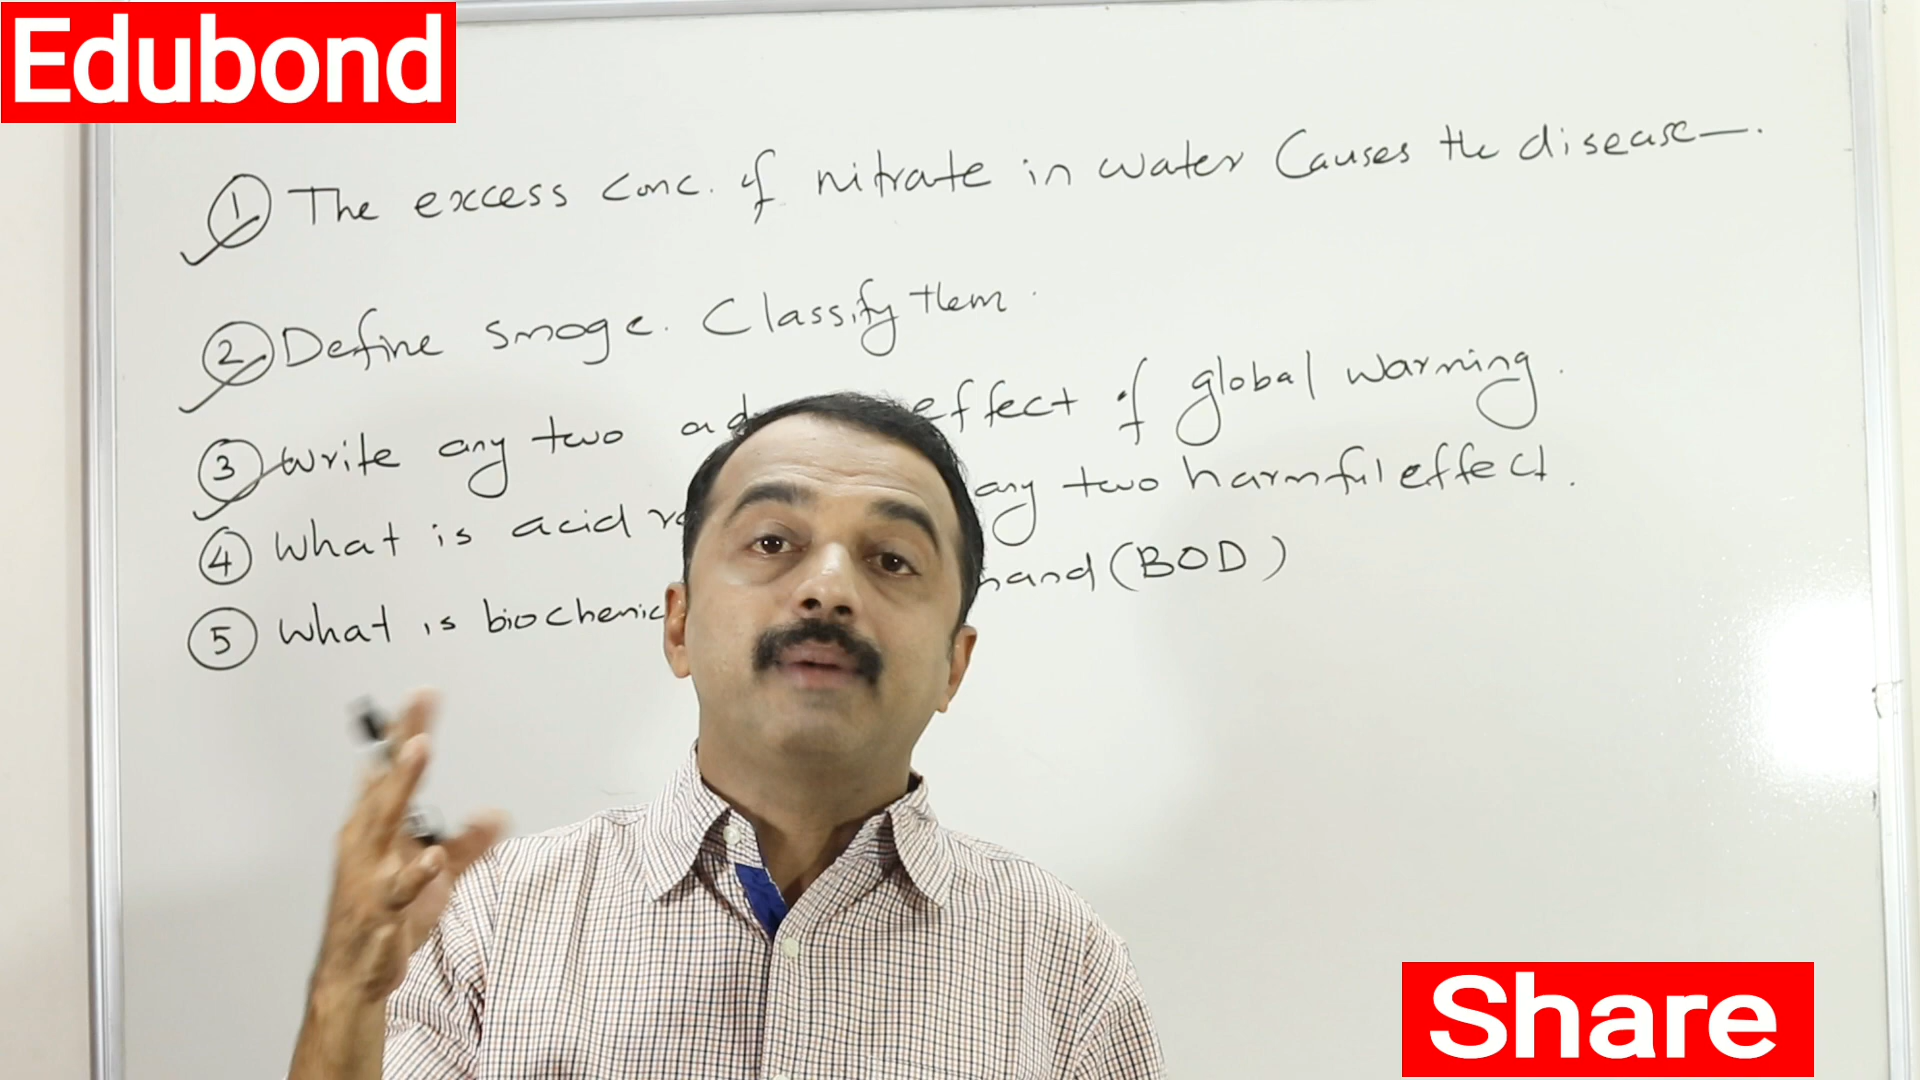 Edubond
① The excess conc. of nitrate in water causes the disease —.
② Define smoge. Classify them.
③ Write any two ad effect of global warming.
④ What is acid any two harmful effect.
⑤ What is biochemic mand (BOD)
Share